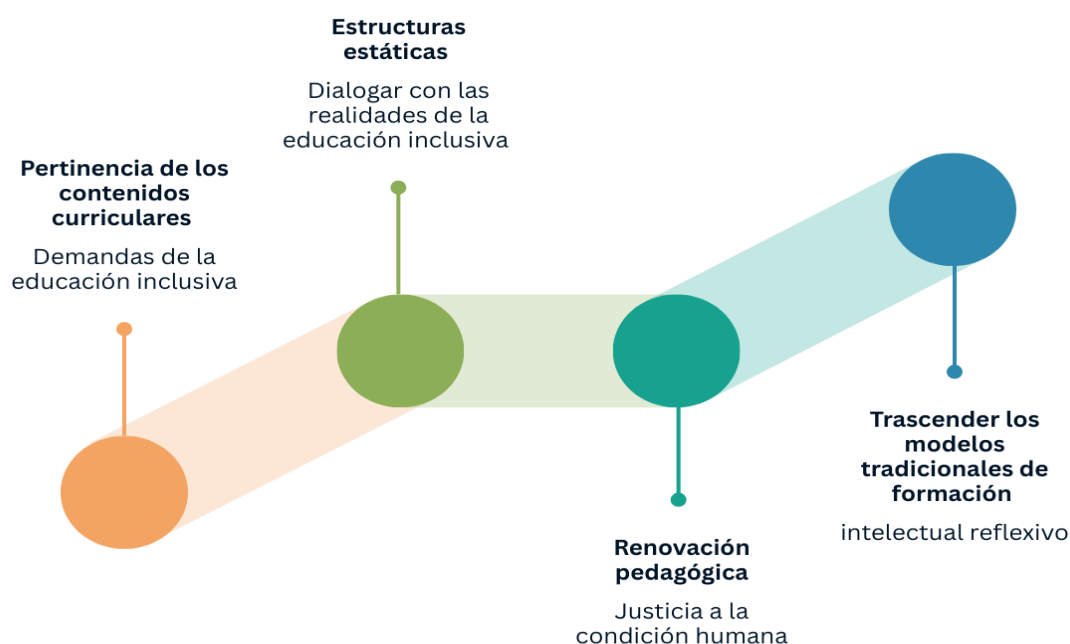 Pertinencia de los
contenidos
curriculares
Demandas de la
educación inclusiva
Estructuras
estáticas
Dialogar con las
realidades de la
educación inclusiva
Renovación
pedagógica
Justicia a la
condición humana
Trascender los
modelos
tradicionales de
formación
intelectual reflexivo